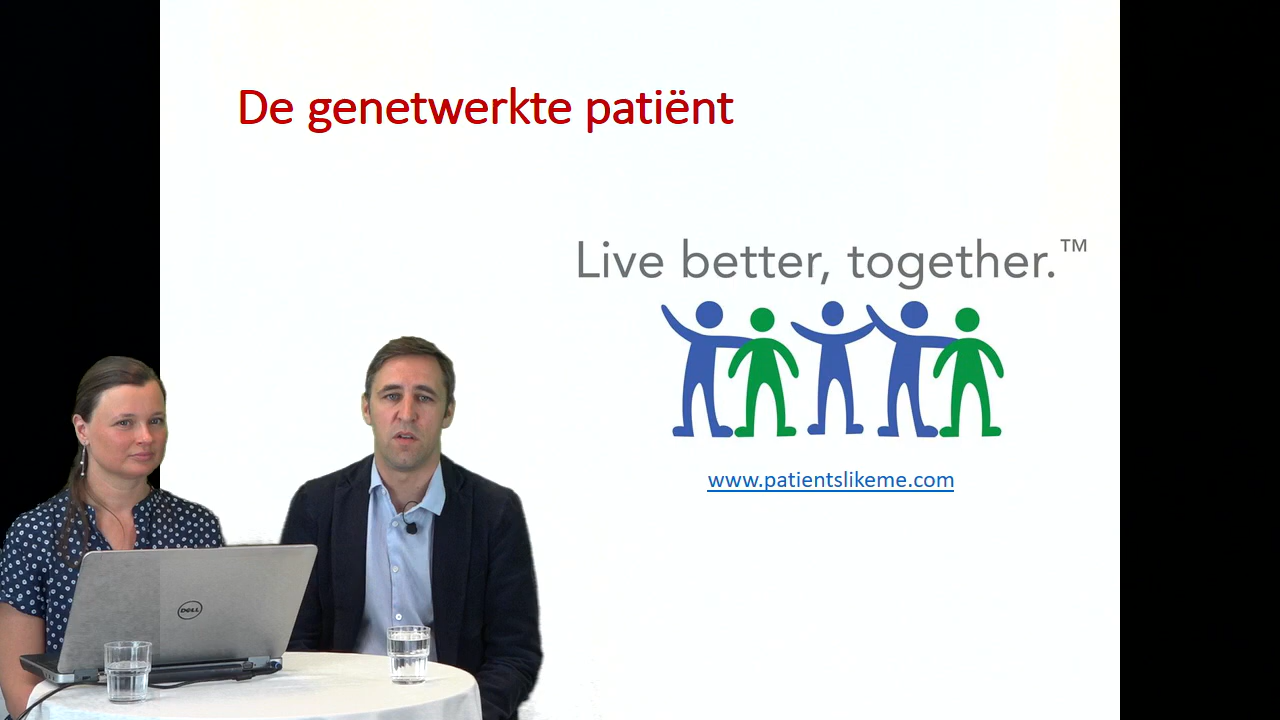 De genetwerkte patiënt
Live better, together.™
www.patientslikeme.com
DELL